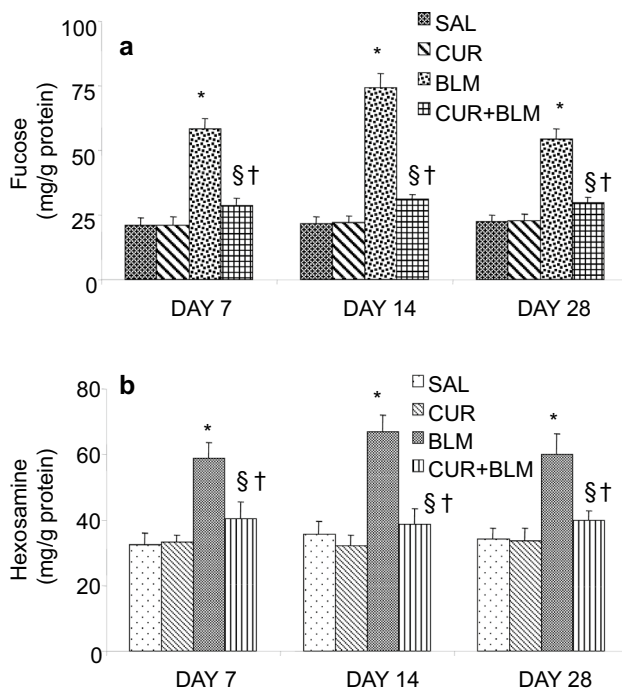 a
100
75
50
25
0
Fucose
(mg/g protein)
SAL
CUR
BLM
CUR+BLM
*
§ †
*
§ †
*
§ †
DAY 7
DAY 14
DAY 28
b
80
60
40
20
0
Hexosamine
(mg/g protein)
SAL
CUR
BLM
CUR+BLM
*
§ †
*
§ †
*
§ †
DAY 7
DAY 14
DAY 28